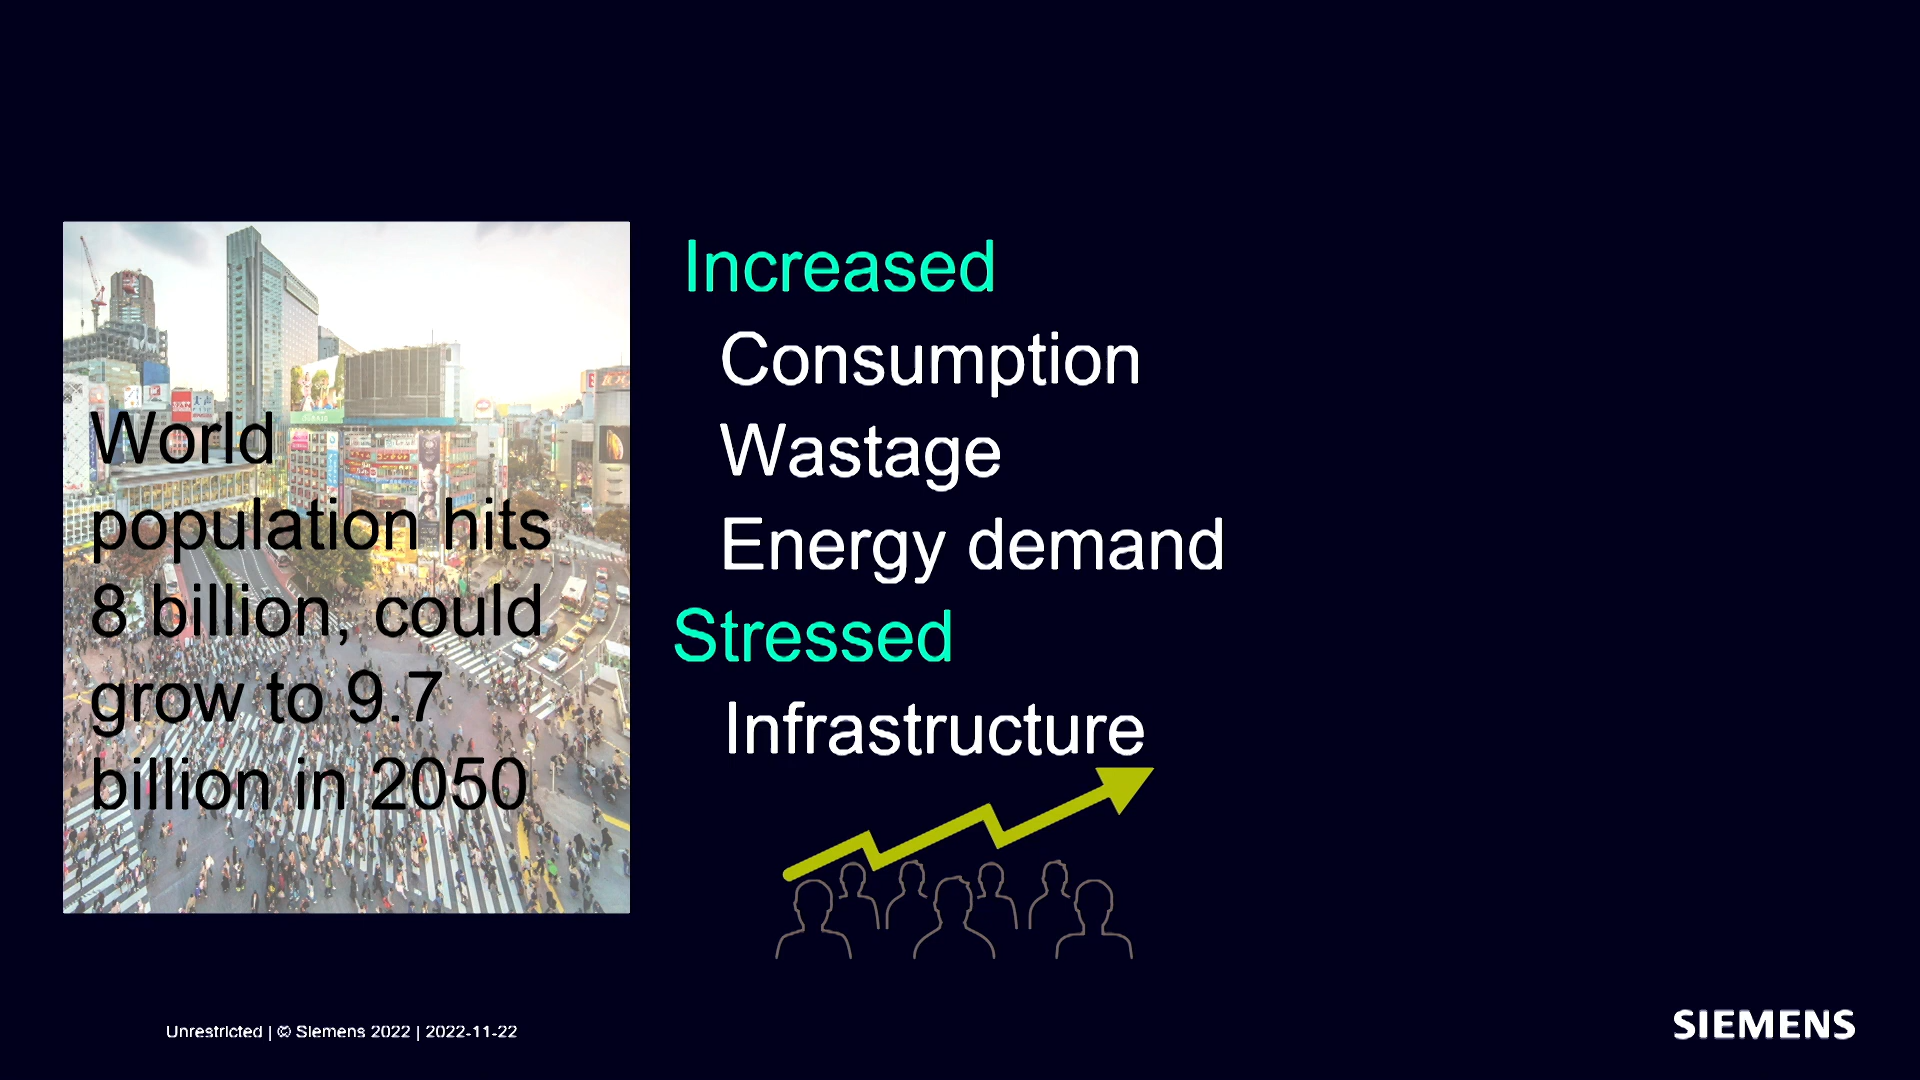 World
population hits
8 billion, could
grow to 9.7
billion in 2050
Increased
Consumption
Wastage
Energy demand
Stressed
Infrastructure
Unrestricted | © Siemens 2022 | 2022-11-22
SIEMENS